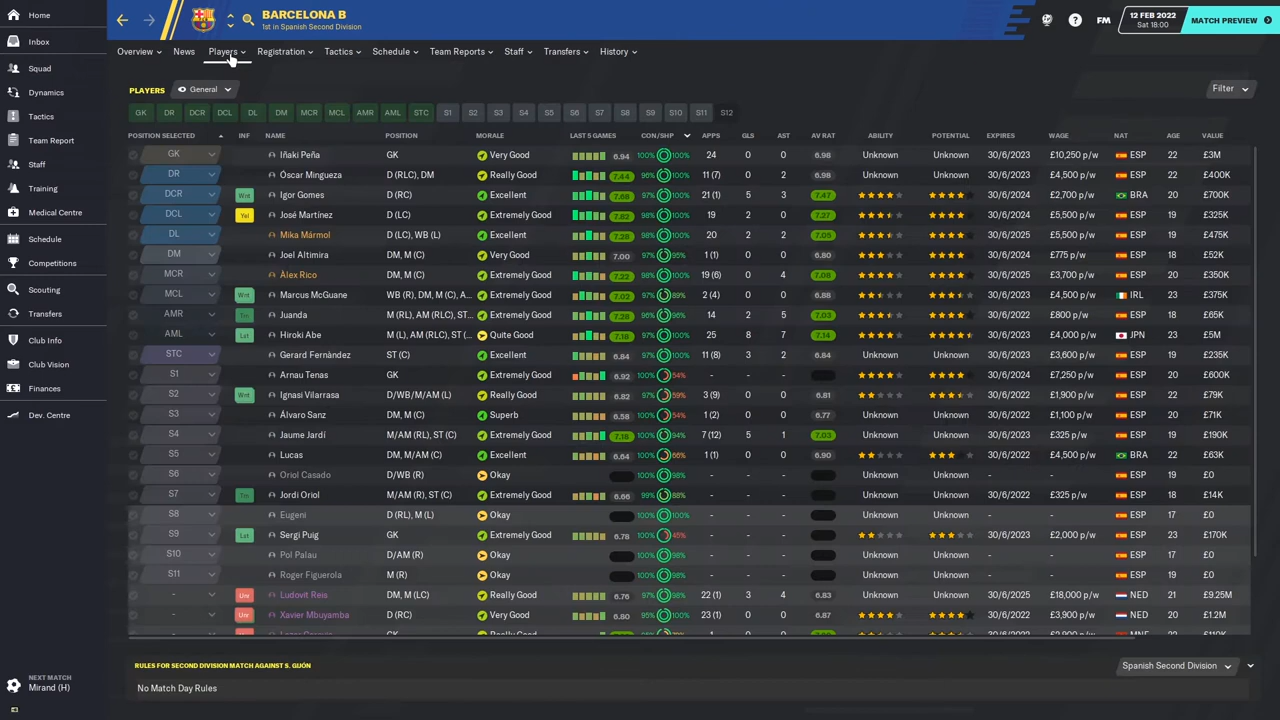 Home
Inbox
Squad
Dynamics
Tactics
Team Report
Staff
Training
Medical Centre
Schedule
Competitions
Scouting
Transfers
Club Info
Club Vision
Finances
Dev. Centre
NEXT MATCH
Mirand (H)
BARCELONA B
1st in Spanish Second Division
FM
12 FEB 2022
Sat 18:00
MATCH PREVIEW
Overview News Players Registration Tactics Schedule Team Reports Staff Transfers History
PLAYERS General Filter
GK DR DCR DCL DL DM MCR MCL AMR AML STC S1 S2 S3 S4 S5 S6 S7 S8 S9 S10 S11 S12
POSITION SELECTED INF NAME POSITION MORALE LAST 5 GAMES CON/SHP APPS GLS AST AV RAT ABILITY POTENTIAL EXPIRES WAGE NAT AGE VALUE
GK Iñaki Peña GK Very Good 6.94 100% 100% 24 0 0 6.98 Unknown Unknown 30/6/2023 £10,250 p/w ESP 22 £3M
DR Óscar Mingueza D (RLC), DM Really Good 7.44 96% 100% 11 (7) 0 2 6.98 Unknown Unknown 30/6/2023 £4,500 p/w ESP 22 £400K
DCR Wnt Igor Gomes D (RC) Excellent 7.68 97% 100% 21 (1) 5 3 7.47 30/6/2024 £2,700 p/w BRA 20 £700K
DCL Yel José Martínez D (LC) Extremely Good 7.82 98% 100% 19 2 0 7.27 30/6/2024 £5,500 p/w ESP 19 £325K
DL Mika Mármol D (LC), WB (L) Excellent 7.28 98% 100% 20 2 2 7.05 30/6/2025 £5,500 p/w ESP 19 £475K
DM Joel Altimira DM, M (C) Very Good 7.00 97% 95% 1 (1) 0 0 6.80 Unknown Unknown 30/6/2024 £775 p/w ESP 18 £52K
MCR Àlex Rico DM, M (C) Extremely Good 7.22 98% 100% 19 (6) 0 4 7.08 30/6/2025 £3,700 p/w ESP 20 £350K
MCL Wnt Marcus McGuane WB (R), DM, M (C), A... Extremely Good 7.02 97% 89% 2 (4) 0 0 6.88 30/6/2023 £4,500 p/w IRL 23 £375K
AMR Trn Juanda M (RL), AM (RLC), ST ... Extremely Good 7.28 96% 96% 14 2 5 7.03 30/6/2022 £800 p/w ESP 18 £65K
AML Lst Hiroki Abe M (L), AM (RLC), ST (... Quite Good 7.18 97% 100% 25 8 7 7.14 30/6/2023 £4,000 p/w JPN 23 £5M
STC Gerard Fernàndez ST (C) Excellent 6.84 97% 100% 11 (8) 3 2 6.84 Unknown Unknown 30/6/2023 £3,600 p/w ESP 19 £235K
S1 Arnau Tenas GK Extremely Good 6.92 100% 54% - - - 30/6/2024 £7,250 p/w ESP 20 £600K
S2 Wnt Ignasi Vilarrasa D/WB/M/AM (L) Really Good 6.82 100% 59% 3 (9) 0 0 6.81 30/6/2022 £1,900 p/w ESP 22 £79K
S3 Álvaro Sanz DM, M (C) Superb 6.58 100% 54% 1 (2) 0 0 6.77 Unknown Unknown 30/6/2022 £1,100 p/w ESP 20 £71K
S4 Jaume Jardí M/AM (RL), ST (C) Extremely Good 7.18 100% 94% 7 (12) 5 1 7.03 Unknown Unknown 30/6/2023 £325 p/w ESP 19 £190K
S5 Lucas DM, M/AM (C) Extremely Good 6.64 100% 66% 1 (1) 0 0 6.90 30/6/2022 £4,500 p/w BRA 22 £63K
S6 Oriol Casado D/WB (R) Okay 100% 98% - - - Unknown Unknown - - ESP 19 £0
S7 Trn Jordi Oriol M/AM (RL), ST (C) Extremely Good 6.66 99% 88% - - - Unknown Unknown 30/6/2022 £325 p/w ESP 18 £14K
S8 Eugeni D (RL), M (L) Okay 100% 100% - - - Unknown Unknown - - ESP 17 £0
S9 Lst Sergi Puig GK Extremely Good 6.78 100% 45% - - - 30/6/2022 £2,000 p/w ESP 23 £170K
S10 Pol Palau D/AM (R) Okay 100% 98% - - - Unknown Unknown - - ESP 17 £0
S11 Roger Figuerola M (R) Okay 100% 98% - - - Unknown Unknown - - ESP 19 £0
- Unr Ludovit Reis DM, M (LC) Really Good 6.76 97% 98% 22 (1) 3 4 6.83 Unknown Unknown 30/6/2025 £18,000 p/w NED 21 £9.25M
- Unr Xavier Mbuyamba D (RC) Very Good 6.80 95% 100% 23 (1) 0 0 6.87 30/6/2022 £3,900 p/w NED 20 £1.2M
RULES FOR SECOND DIVISION MATCH AGAINST S. GIJÓN Spanish Second Division
No Match Day Rules